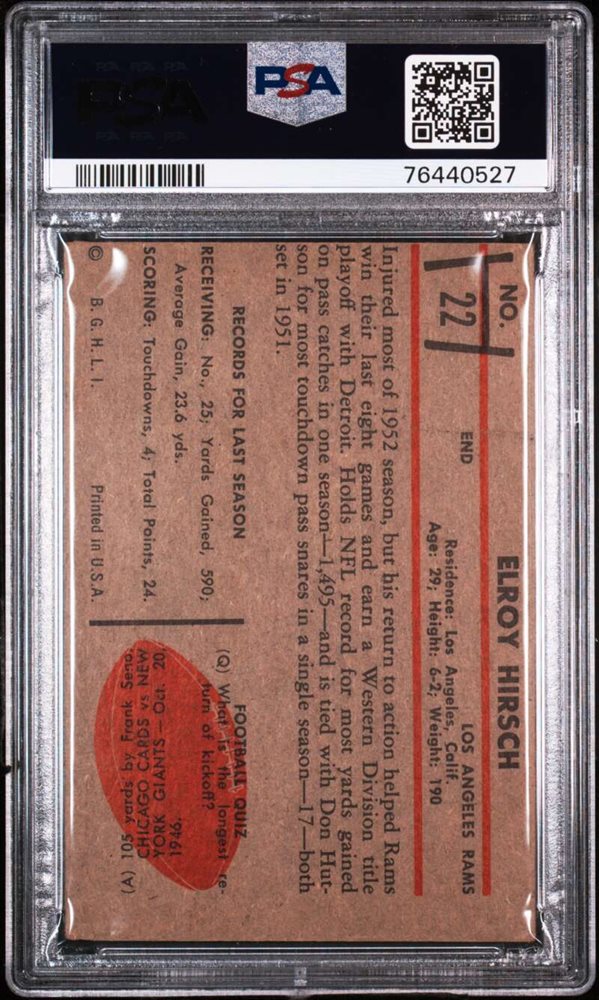 PSA
PSA
76440527
NO.
22
ELROY HIRSCH
END
LOS ANGELES RAMS
Residence: Los Angeles, Calif.
Age: 29; Height: 6-2; Weight: 190
Injured most of 1952 season, but his return to action helped Rams
win their last eight games and earn a Western Division title
playoff with Detroit. Holds NFL record for most yards gained
on pass catches in one season—1,495—and is tied with Don Hut-
son for most touchdown pass snares in a single season—17—both
set in 1951.
RECORDS FOR LAST SEASON
RECEIVING: No., 25; Yards Gained, 590;
Average Gain, 23.6 yds.
SCORING: Touchdowns, 4; Total Points, 24.
© B. G. H. L. I.
Printed in U.S.A.
FOOTBALL QUIZ
(Q) What is the longest re-
turn of kickoff?
(A) 105 yards by Frank Seno,
CHICAGO CARDS vs NEW
YORK GIANTS — Oct. 20,
1946.